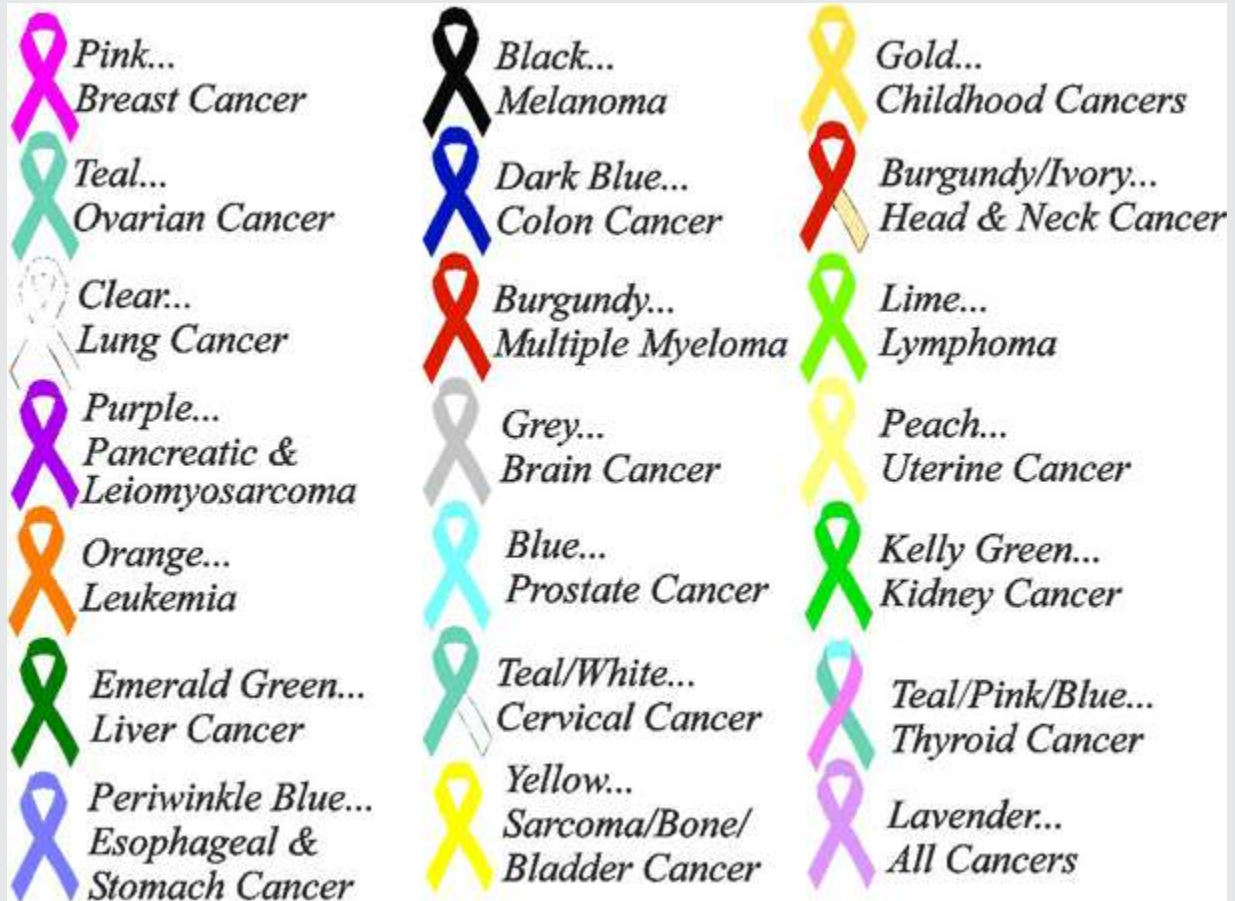 Pink...
Breast Cancer
Teal...
Ovarian Cancer
Clear...
Lung Cancer
Purple...
Pancreatic &
Leiomyosarcoma
Orange...
Leukemia
Emerald Green...
Liver Cancer
Periwinkle Blue...
Esophageal &
Stomach Cancer
Black...
Melanoma
Dark Blue...
Colon Cancer
Burgundy...
Multiple Myeloma
Grey...
Brain Cancer
Blue...
Prostate Cancer
Teal/White...
Cervical Cancer
Yellow...
Sarcoma/Bone/
Bladder Cancer
Gold...
Childhood Cancers
Burgundy/Ivory...
Head & Neck Cancer
Lime...
Lymphoma
Peach...
Uterine Cancer
Kelly Green...
Kidney Cancer
Teal/Pink/Blue...
Thyroid Cancer
Lavender...
All Cancers